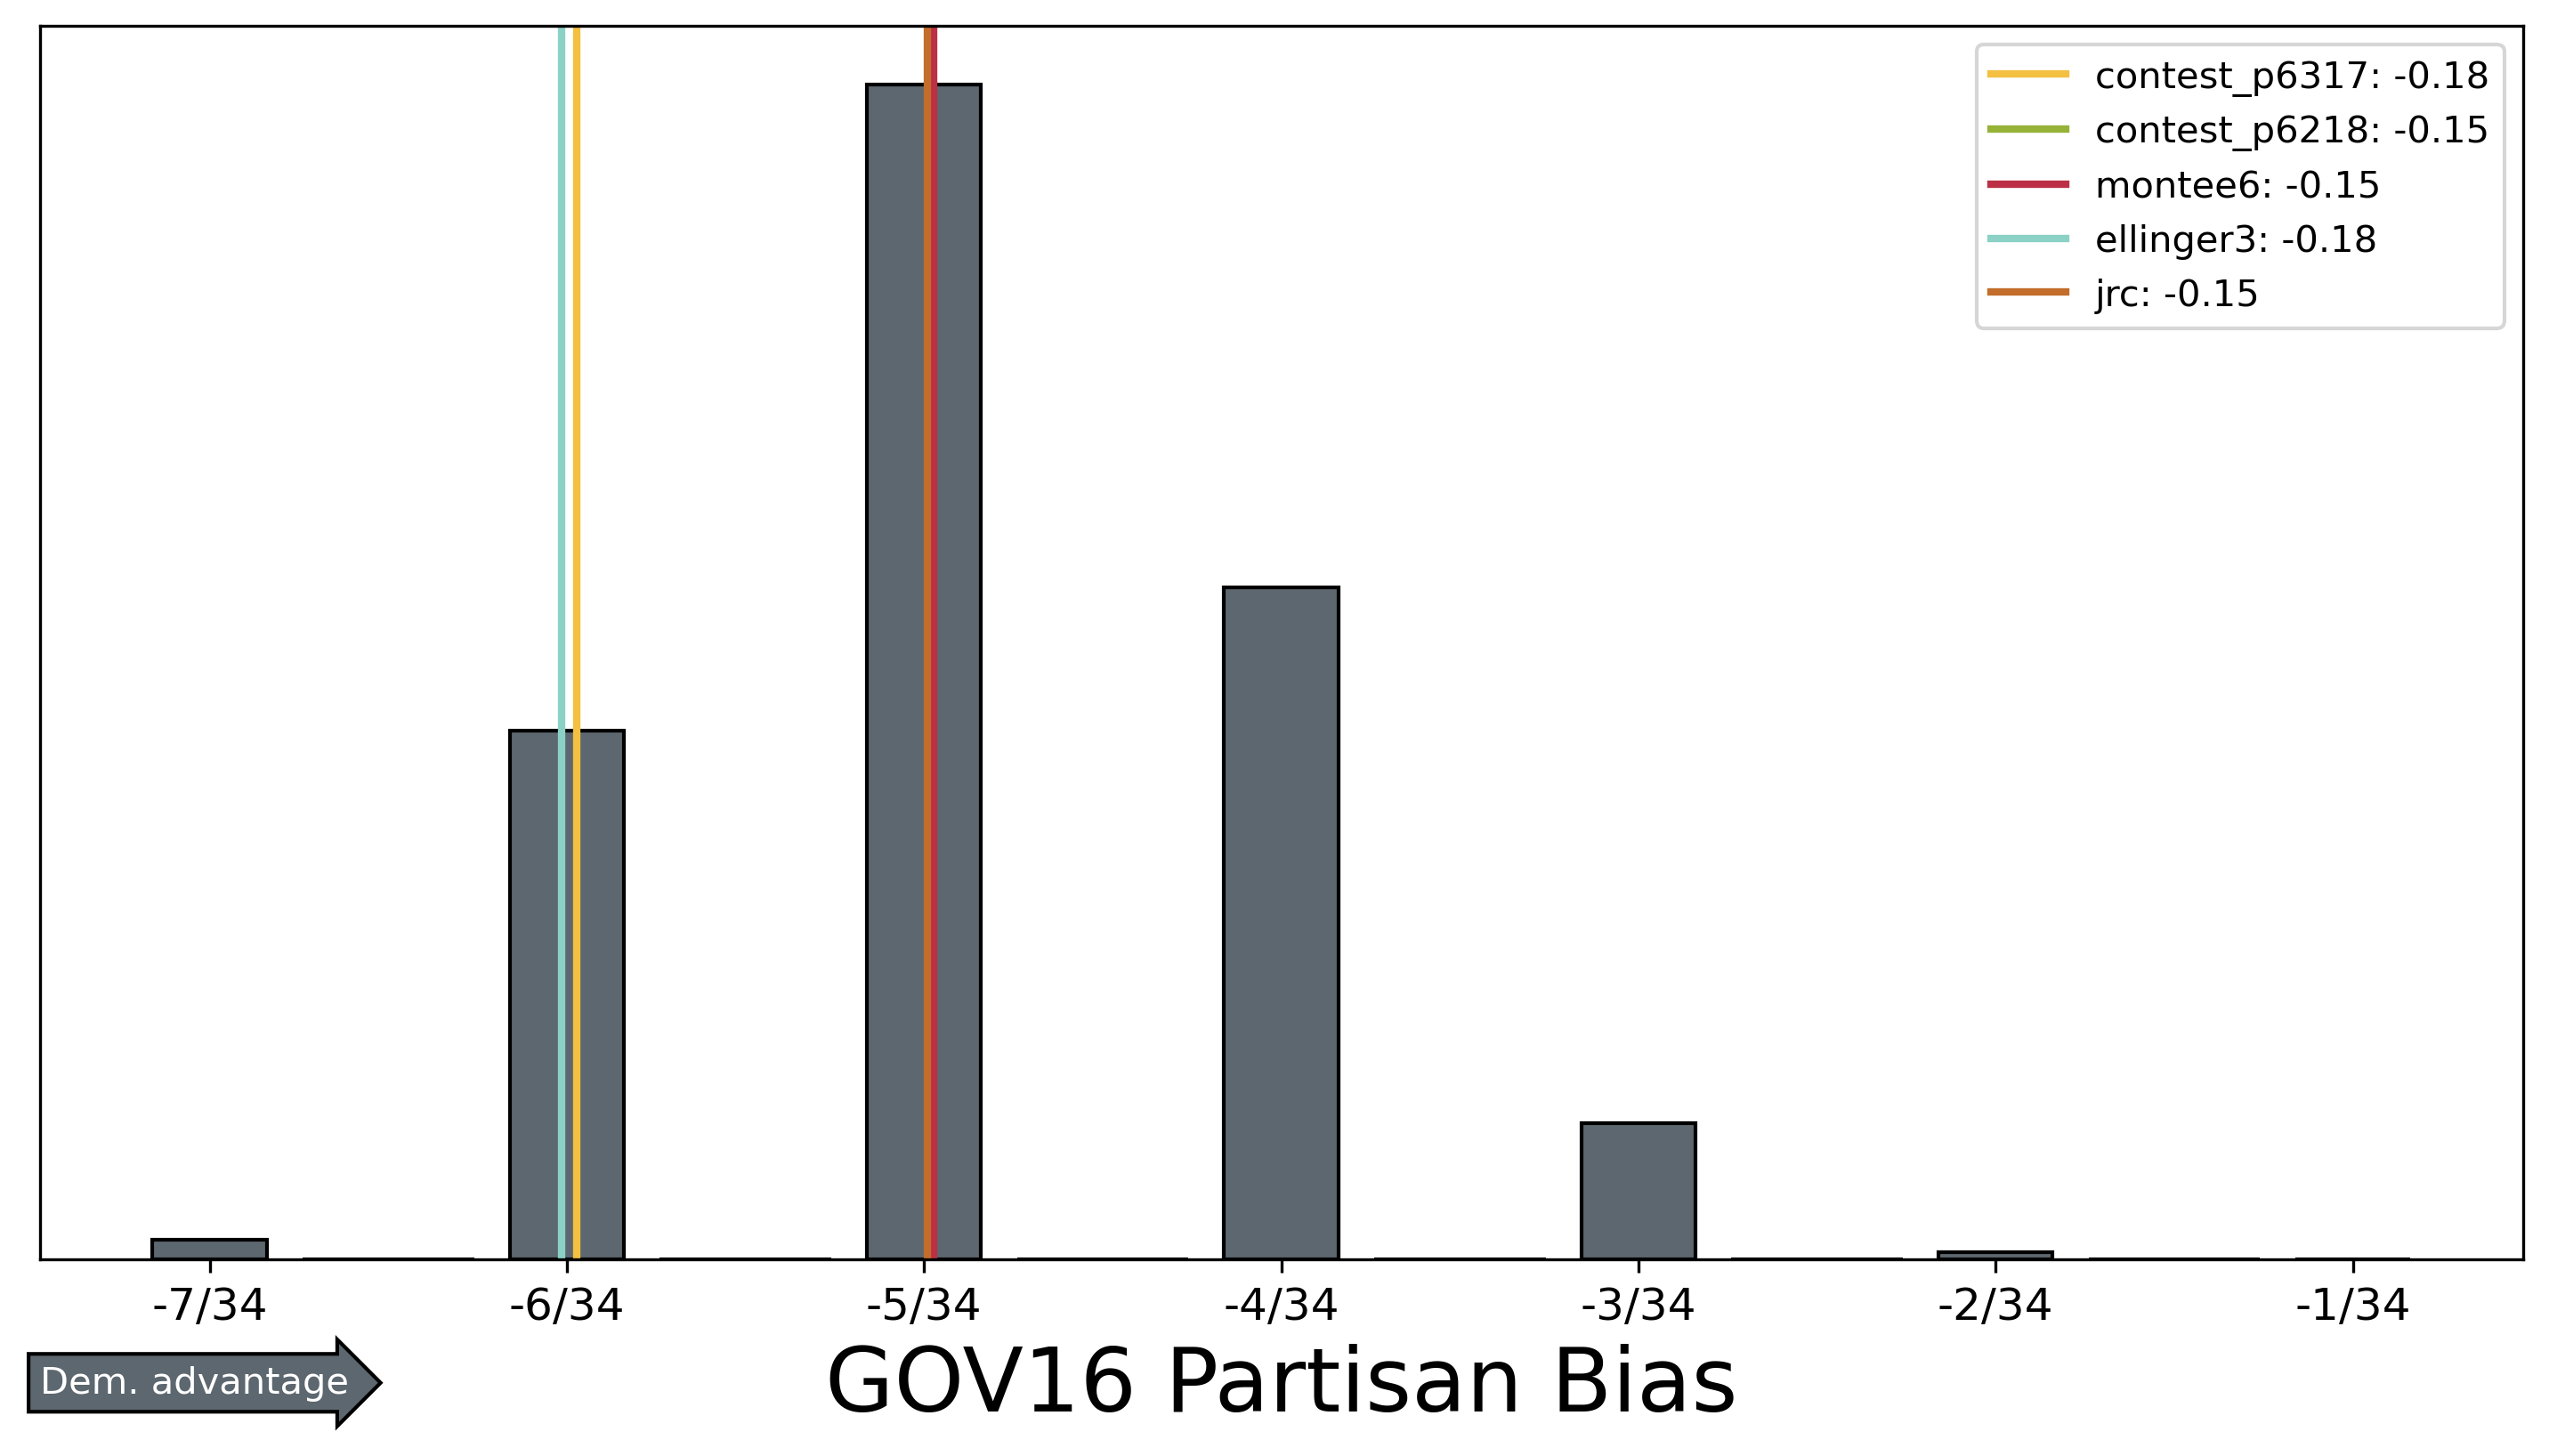 contest_p6317: -0.18
contest_p6218: -0.15
montee6: -0.15
ellinger3: -0.18
jrc: -0.15
-7/34 -6/34 -5/34 -4/34 -3/34 -2/34 -1/34
Dem. advantage
GOV16 Partisan Bias